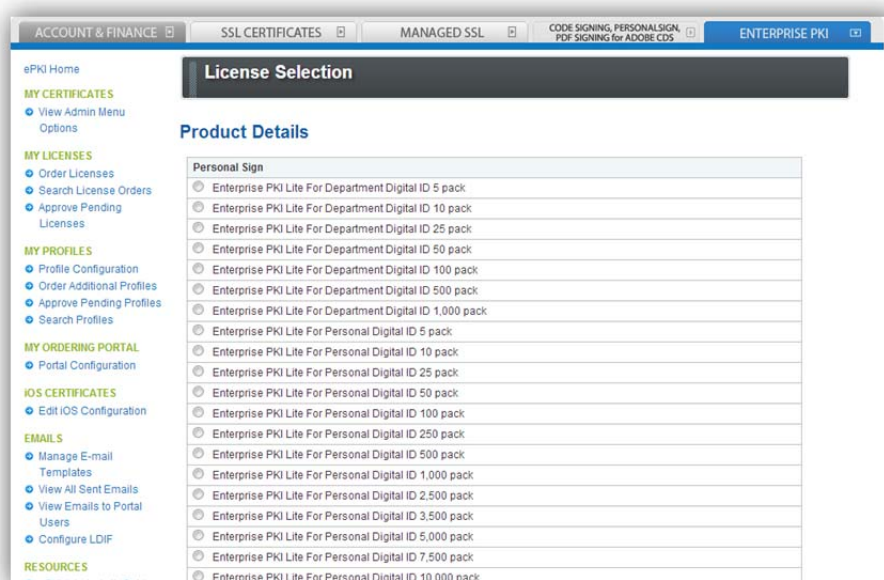 ACCOUNT & FINANCE
SSL CERTIFICATES
MANAGED SSL
CODE SIGNING, PERSONALSIGN,
PDF SIGNING for ADOBE CDS
ENTERPRISE PKI
ePKI Home
MY CERTIFICATES
View Admin Menu
Options
MY LICENSES
Order Licenses
Search License Orders
Approve Pending
Licenses
MY PROFILES
Profile Configuration
Order Additional Profiles
Approve Pending Profiles
Search Profiles
MY ORDERING PORTAL
Portal Configuration
iOS CERTIFICATES
Edit iOS Configuration
EMAILS
Manage E-mail
Templates
View All Sent Emails
View Emails to Portal
Users
Configure LDIF
RESOURCES
License Selection
Product Details
Personal Sign
Enterprise PKI Lite For Department Digital ID 5 pack
Enterprise PKI Lite For Department Digital ID 10 pack
Enterprise PKI Lite For Department Digital ID 25 pack
Enterprise PKI Lite For Department Digital ID 50 pack
Enterprise PKI Lite For Department Digital ID 100 pack
Enterprise PKI Lite For Department Digital ID 500 pack
Enterprise PKI Lite For Department Digital ID 1,000 pack
Enterprise PKI Lite For Personal Digital ID 5 pack
Enterprise PKI Lite For Personal Digital ID 10 pack
Enterprise PKI Lite For Personal Digital ID 25 pack
Enterprise PKI Lite For Personal Digital ID 50 pack
Enterprise PKI Lite For Personal Digital ID 100 pack
Enterprise PKI Lite For Personal Digital ID 250 pack
Enterprise PKI Lite For Personal Digital ID 500 pack
Enterprise PKI Lite For Personal Digital ID 1,000 pack
Enterprise PKI Lite For Personal Digital ID 2,500 pack
Enterprise PKI Lite For Personal Digital ID 3,500 pack
Enterprise PKI Lite For Personal Digital ID 5,000 pack
Enterprise PKI Lite For Personal Digital ID 7,500 pack
Enterprise PKI Lite For Personal Digital ID 10,000 pack